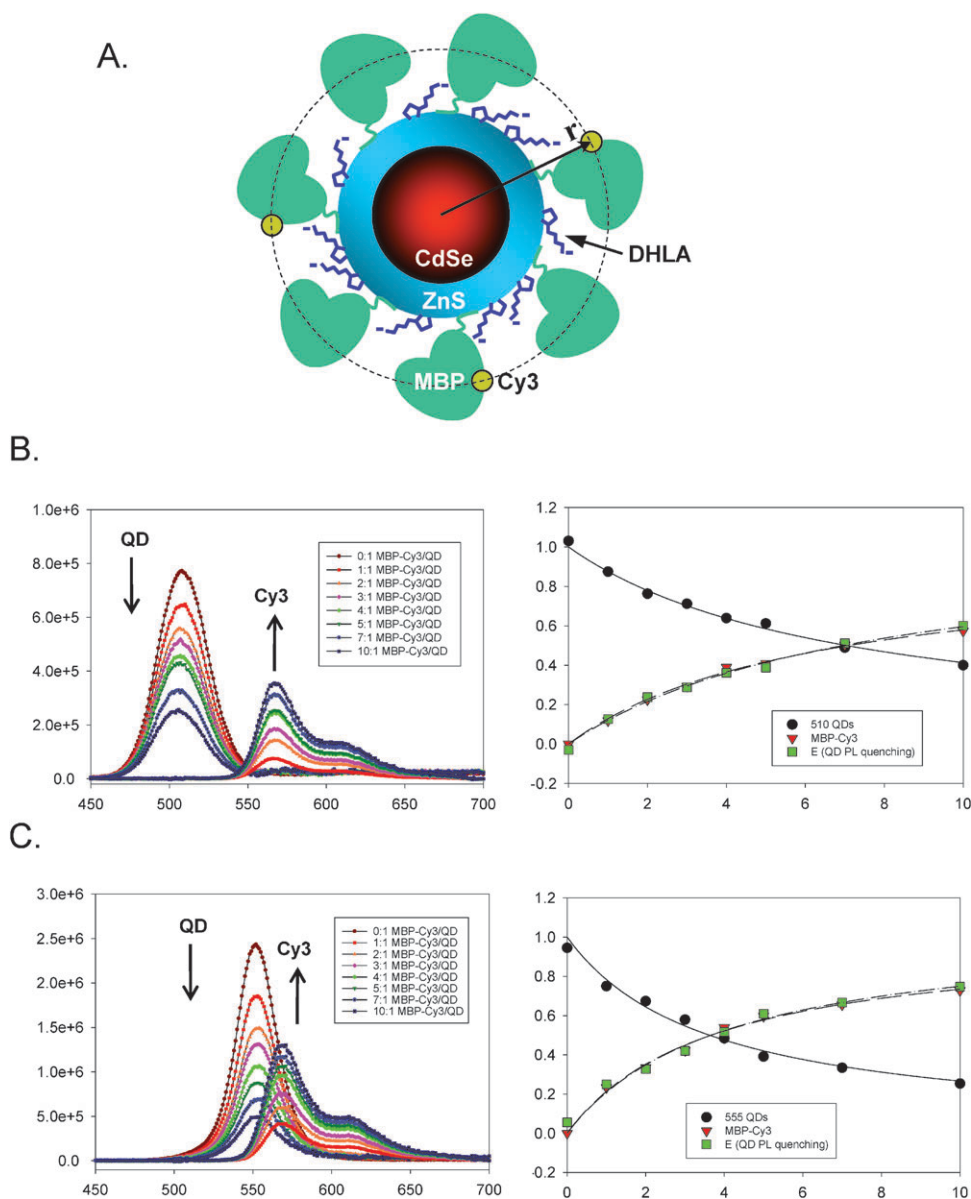 A.
r
DHLA
CdSe
ZnS
MBP
Cy3
B.
1.0e+6
8.0e+5
6.0e+5
4.0e+5
2.0e+5
0.0
450 500 550 600 650 700
QD
Cy3
0:1 MBP-Cy3/QD
1:1 MBP-Cy3/QD
2:1 MBP-Cy3/QD
3:1 MBP-Cy3/QD
4:1 MBP-Cy3/QD
5:1 MBP-Cy3/QD
7:1 MBP-Cy3/QD
10:1 MBP-Cy3/QD
1.2
1.0
0.8
0.6
0.4
0.2
0.0
-0.2
0 2 4 6 8 10
510 QDs
MBP-Cy3
E (QD PL quenching)
C.
3.0e+6
2.5e+6
2.0e+6
1.5e+6
1.0e+6
5.0e+5
0.0
450 500 550 600 650 700
QD
Cy3
0:1 MBP-Cy3/QD
1:1 MBP-Cy3/QD
2:1 MBP-Cy3/QD
3:1 MBP-Cy3/QD
4:1 MBP-Cy3/QD
5:1 MBP-Cy3/QD
7:1 MBP-Cy3/QD
10:1 MBP-Cy3/QD
1.2
1.0
0.8
0.6
0.4
0.2
0.0
-0.2
0 2 4 6 8 10
555 QDs
MBP-Cy3
E (QD PL quenching)